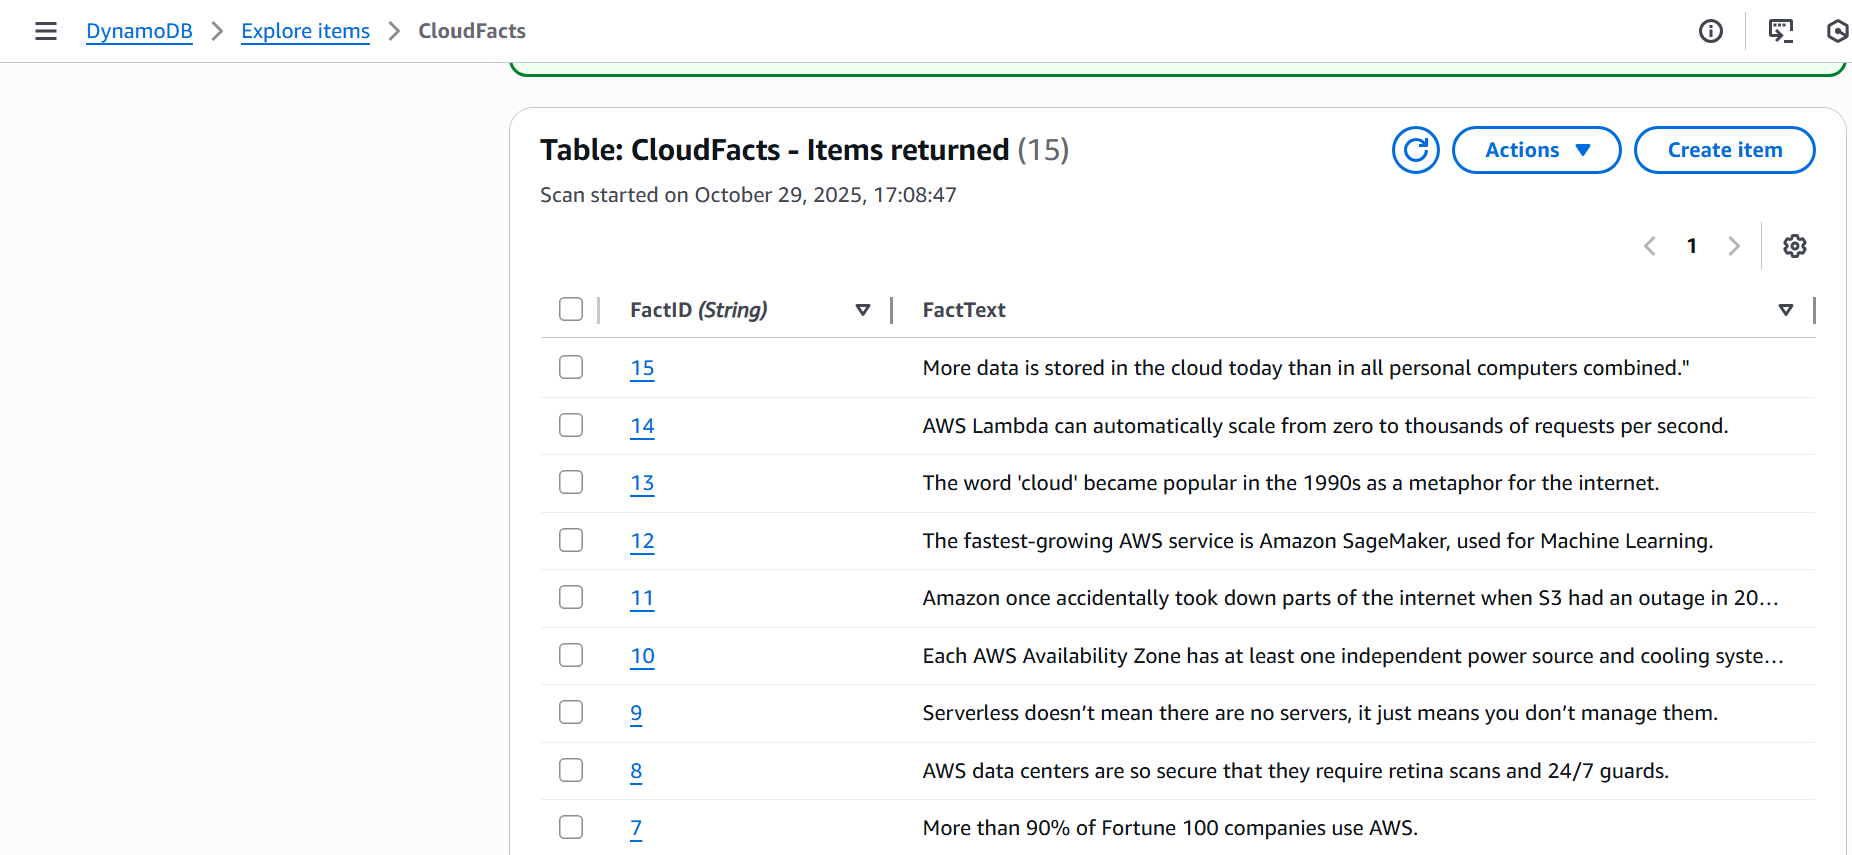 DynamoDB > Explore items > CloudFacts
Table: CloudFacts - Items returned (15)
Actions
Create item
Scan started on October 29, 2025, 17:08:47
1
FactID (String) FactText
15 More data is stored in the cloud today than in all personal computers combined."
14 AWS Lambda can automatically scale from zero to thousands of requests per second.
13 The word 'cloud' became popular in the 1990s as a metaphor for the internet.
12 The fastest-growing AWS service is Amazon SageMaker, used for Machine Learning.
11 Amazon once accidentally took down parts of the internet when S3 had an outage in 20...
10 Each AWS Availability Zone has at least one independent power source and cooling syste...
9 Serverless doesn’t mean there are no servers, it just means you don’t manage them.
8 AWS data centers are so secure that they require retina scans and 24/7 guards.
7 More than 90% of Fortune 100 companies use AWS.